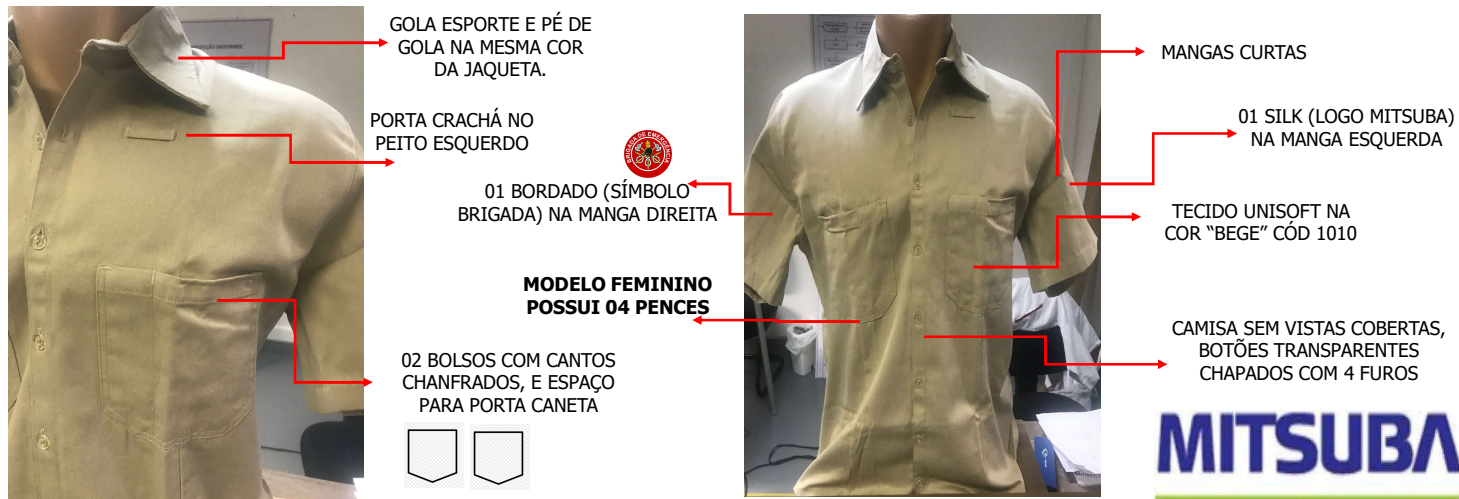 GOLA ESPORTE E PÉ DE
GOLA NA MESMA COR
DA JAQUETA.
PORTA CRACHÁ NO
PEITO ESQUERDO
BRIGADA DE EMERGÊNCIA
01 BORDADO (SÍMBOLO
BRIGADA) NA MANGA DIREITA
MODELO FEMININO
POSSUI 04 PENCES
02 BOLSOS COM CANTOS
CHANFRADOS, E ESPAÇO
PARA PORTA CANETA
MANGAS CURTAS
01 SILK (LOGO MITSUBA)
NA MANGA ESQUERDA
TECIDO UNISOFT NA
COR “BEGE” CÓD 1010
CAMISA SEM VISTAS COBERTAS,
BOTÕES TRANSPARENTES
CHAPADOS COM 4 FUROS
MITSUBA